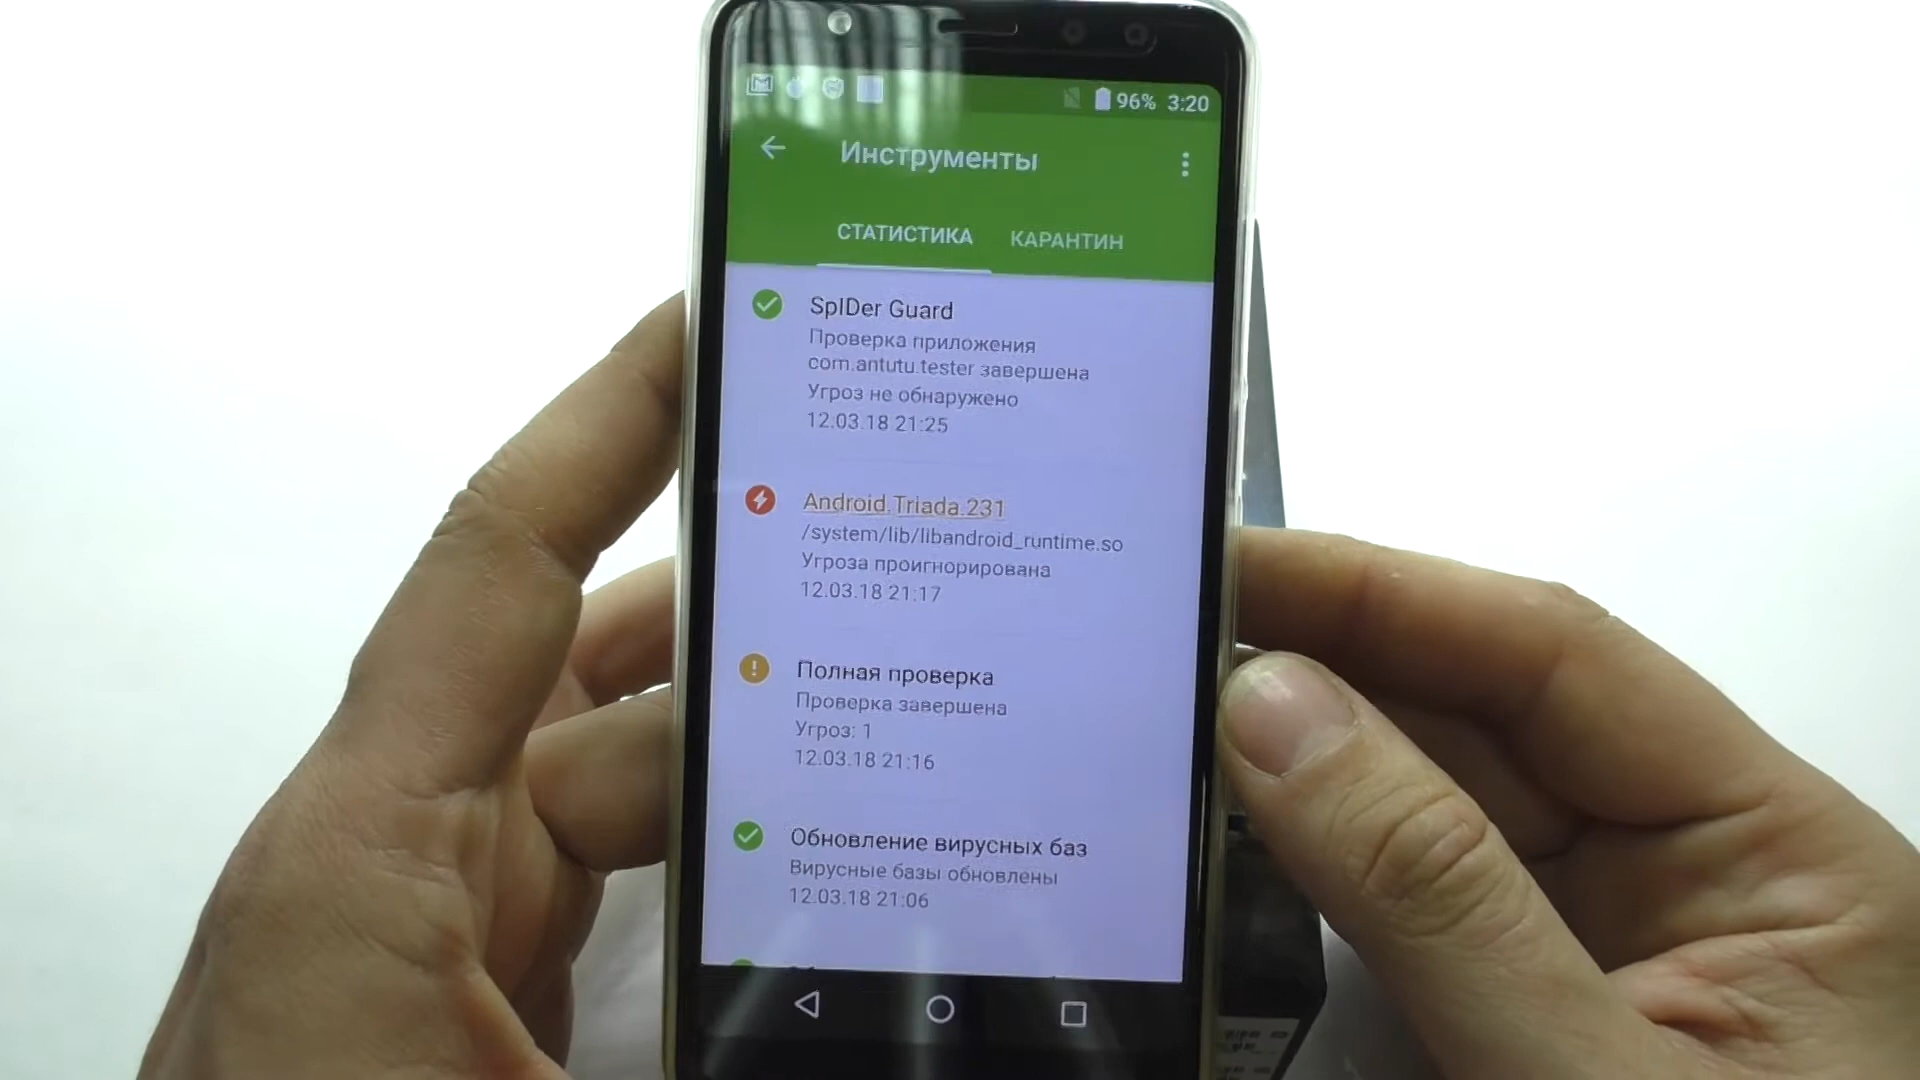 96% 3:20
Инструменты
СТАТИСТИКА КАРАНТИН
SpIDer Guard
Проверка приложения
com.antutu.tester завершена
Угроз не обнаружено
12.03.18 21:25
Android.Triada.231
/system/lib/libandroid_runtime.so
Угроза проигнорирована
12.03.18 21:17
Полная проверка
Проверка завершена
Угроз: 1
12.03.18 21:16
Обновление вирусных баз
Вирусные базы обновлены
12.03.18 21:06